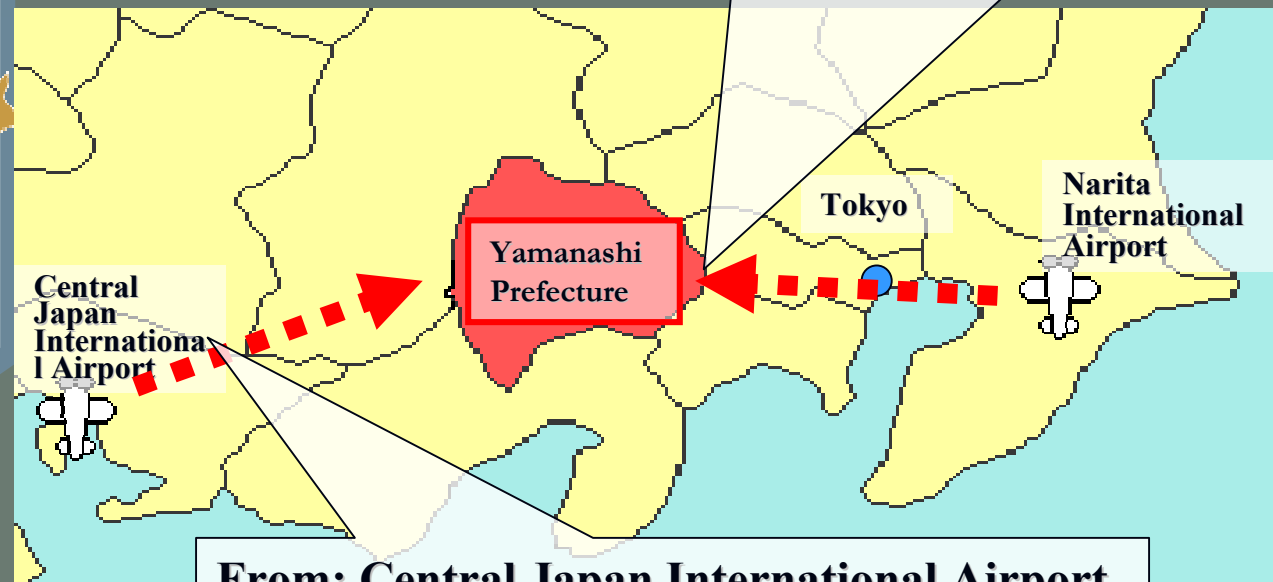 Tokyo
Narita
International
Airport
Yamanashi
Prefecture
Central
Japan
Internationa
l Airport
From: Central Japan International Airport